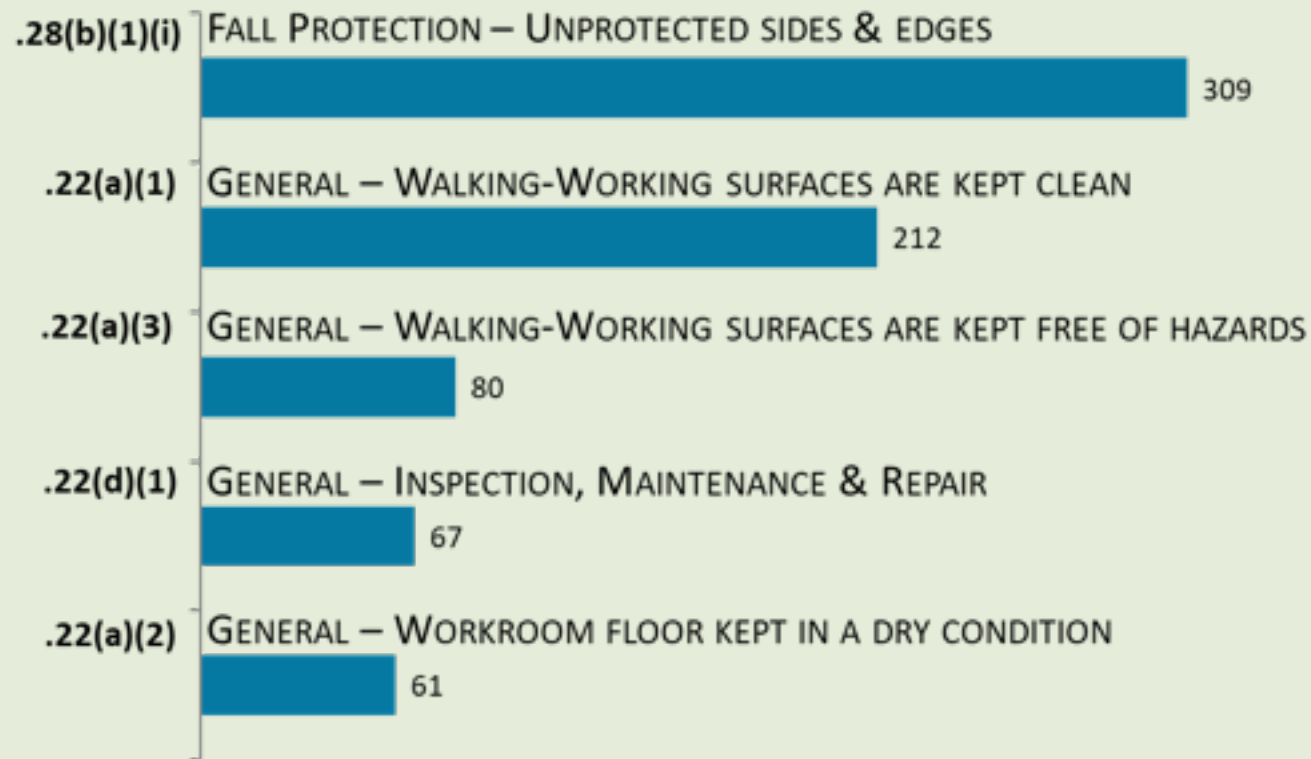 .28(b)(1)(i) FALL PROTECTION – UNPROTECTED SIDES & EDGES
309
.22(a)(1) GENERAL – WALKING-WORKING SURFACES ARE KEPT CLEAN
212
.22(a)(3) GENERAL – WALKING-WORKING SURFACES ARE KEPT FREE OF HAZARDS
80
.22(d)(1) GENERAL – INSPECTION, MAINTENANCE & REPAIR
67
.22(a)(2) GENERAL – WORKROOM FLOOR KEPT IN A DRY CONDITION
61